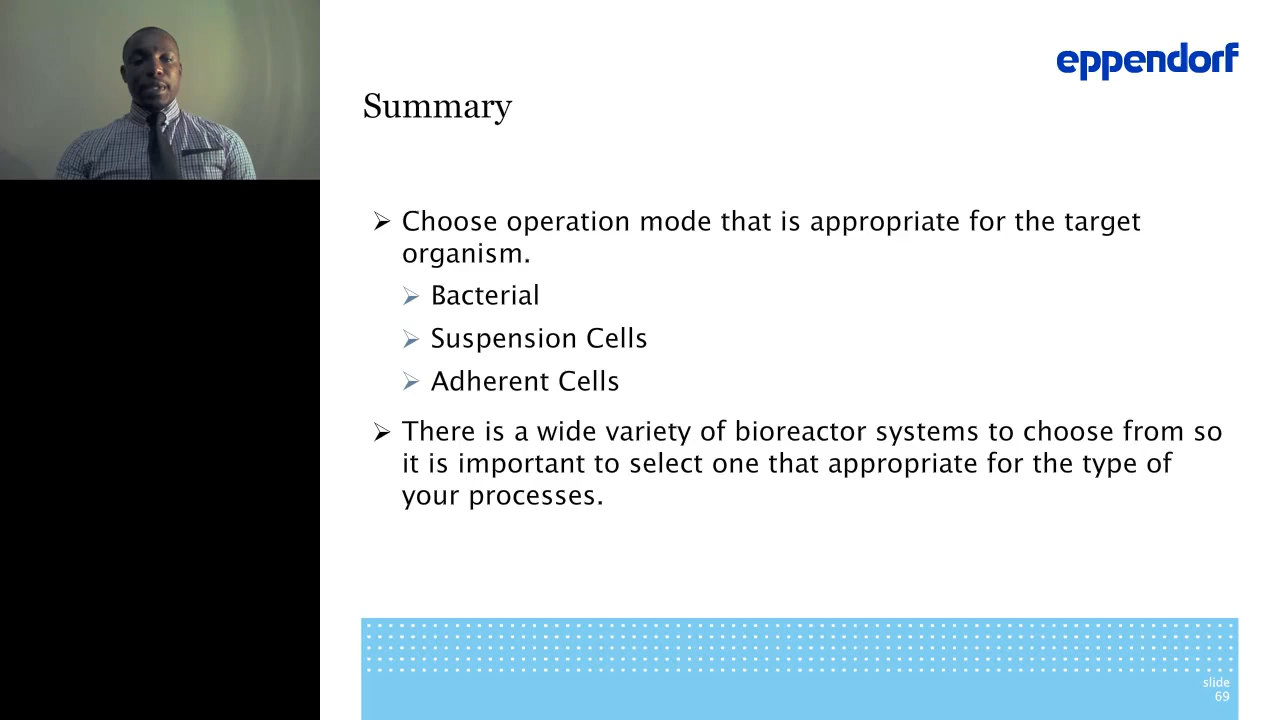 eppendorf
Summary
Choose operation mode that is appropriate for the target
organism.
Bacterial
Suspension Cells
Adherent Cells
There is a wide variety of bioreactor systems to choose from so
it is important to select one that appropriate for the type of
your processes.
slide
69